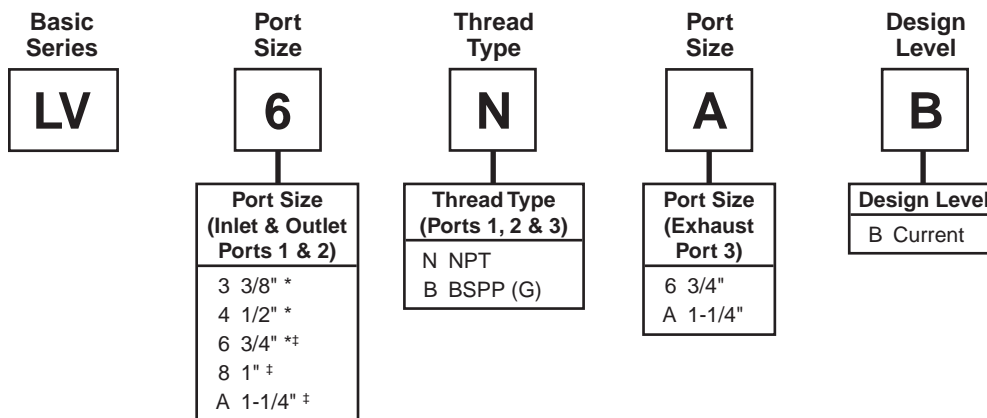 Basic
Series
Port
Size
Thread
Type
Port
Size
Design
Level
LV
6
N
A
B
Port Size
(Inlet & Outlet
Ports 1 & 2)
3 3/8" *
4 1/2" *
6 3/4" *‡
8 1" ‡
A 1-1/4" ‡
Thread Type
(Ports 1, 2 & 3)
N NPT
B BSPP (G)
Port Size
(Exhaust
Port 3)
6 3/4"
A 1-1/4"
Design Level
B Current